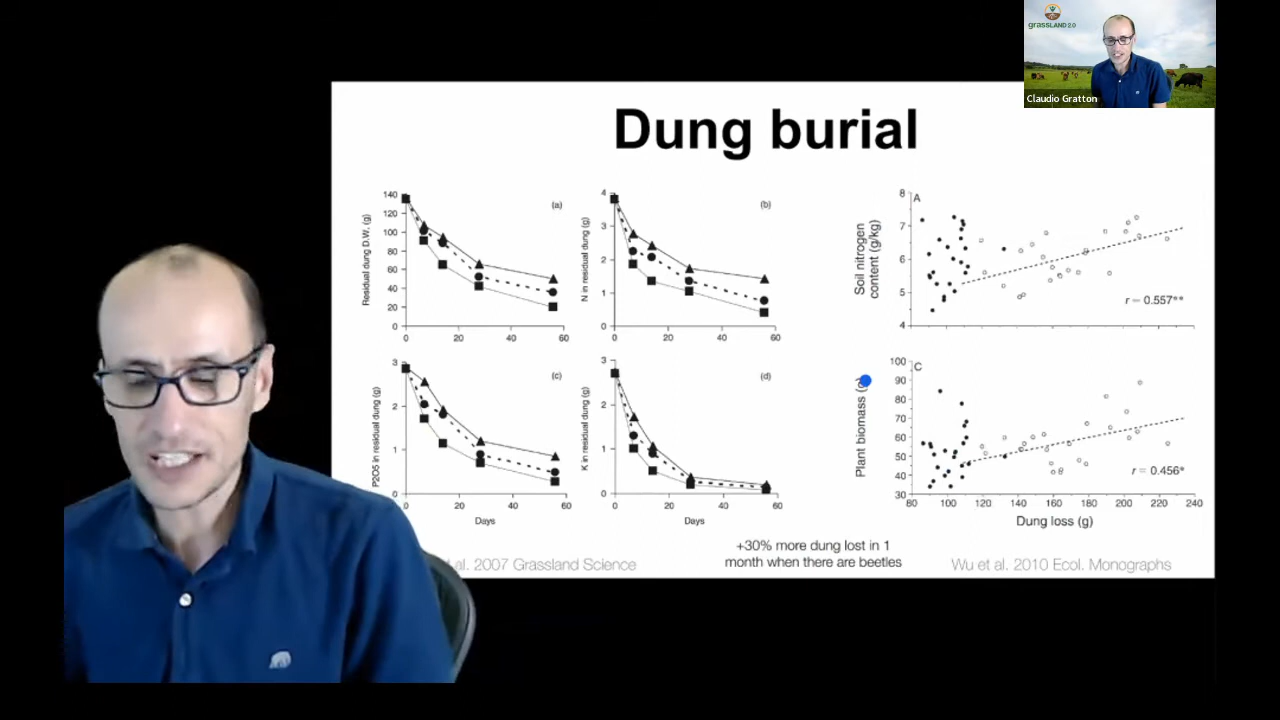 grassland 2.0
Claudio Gratton
Dung burial
Residual dung D.W. (g)
140
120
100
80
60
40
20
0
0
20
40
60
(a)
N in residual dung (g)
4
3
2
1
0
0
20
40
60
(b)
P2O5 in residual dung (g)
3
2
1
0
0
20
40
60
(c)
Days
K in residual dung (g)
3
2
1
0
0
20
40
60
(d)
Days
Soil nitrogen
content (g/kg)
8
7
6
5
4
A
r = 0.557**
Plant biomass
100
90
80
70
60
50
40
30
C
r = 0.456*
80
100
120
140
160
180
200
220
240
Dung loss (g)
+30% more dung lost in 1
month when there are beetles
al. 2007 Grassland Science
Wu et al. 2010 Ecol. Monographs